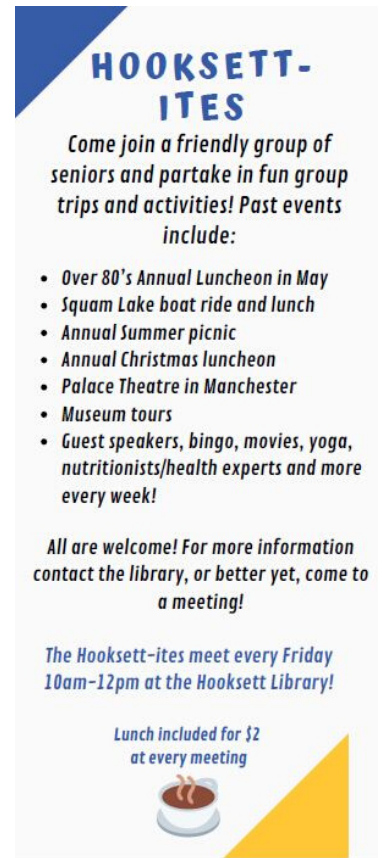 HOOKSETT-
ITES
Come join a friendly group of
seniors and partake in fun group
trips and activities! Past events
include:
• Over 80's Annual Luncheon in May
• Squam Lake boat ride and lunch
• Annual Summer picnic
• Annual Christmas luncheon
• Palace Theatre in Manchester
• Museum tours
• Guest speakers, bingo, movies, yoga,
nutritionists/health experts and more
every week!
All are welcome! For more information
contact the library, or better yet, come to
a meeting!
The Hooksett-ites meet every Friday
10am-12pm at the Hooksett Library!
Lunch included for $2
at every meeting